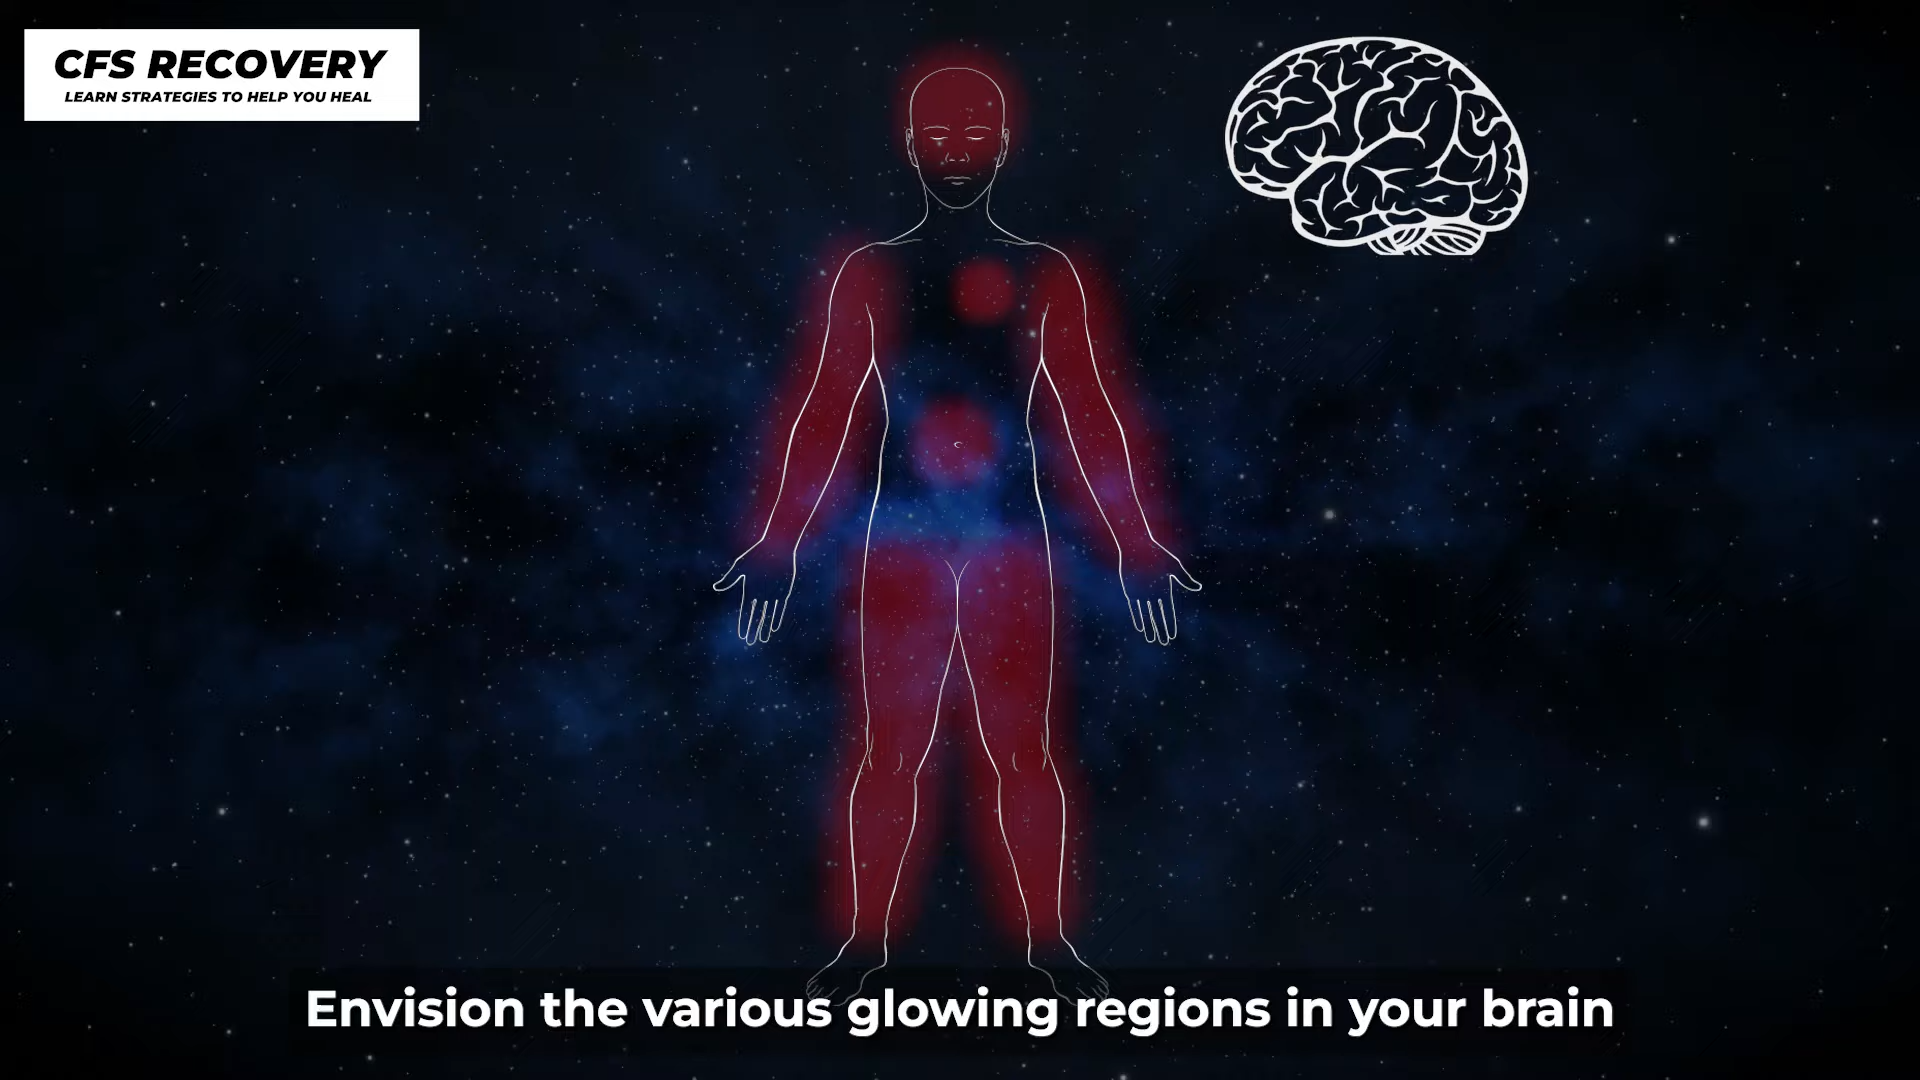 CFS RECOVERY
LEARN STRATEGIES TO HELP YOU HEAL
Envision the various glowing regions in your brain